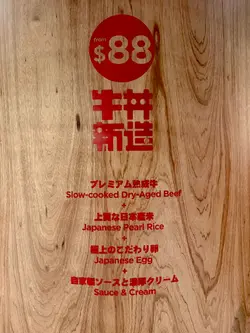 from
$88
牛丼
新造
プレミアム熟成牛
Slow-cooked Dry-Aged Beef
+
上質な日本産米
Japanese Pearl Rice
+
極上のこだわり卵
Japanese Egg
+
自家製ソースと濃厚クリーム
Sauce & Cream